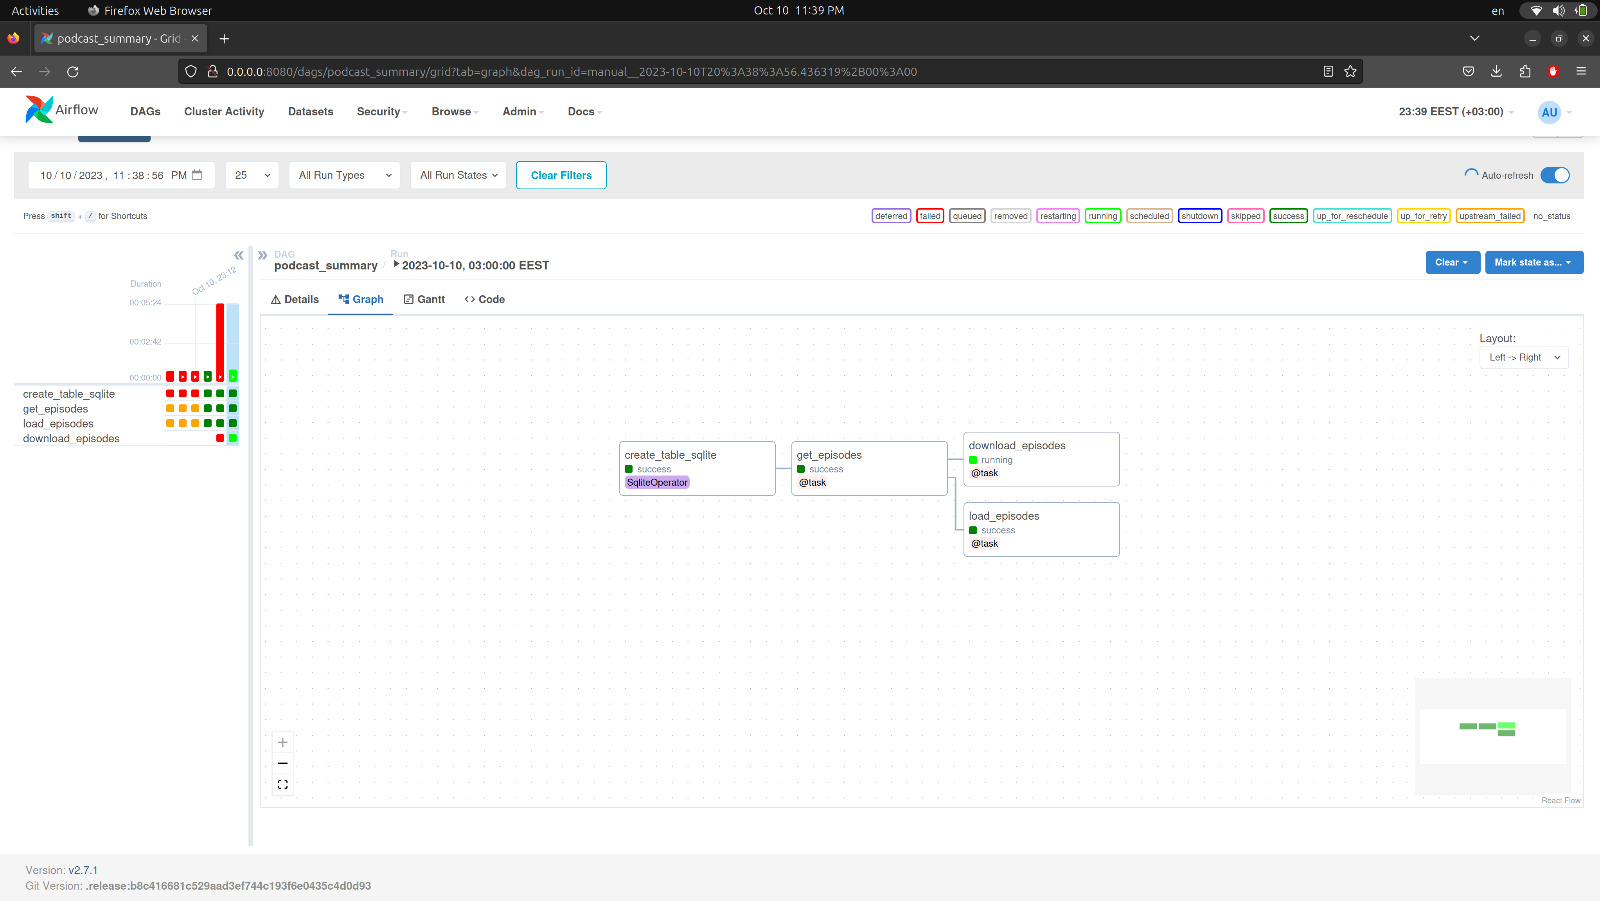 Activities
Firefox Web Browser
Oct 10 11:39 PM
en
podcast_summary - Grid
0.0.0.0:8080/dags/podcast_summary/grid?tab=graph&dag_run_id=manual__2023-10-10T20%3A38%3A56.436319%2B00%3A00
Airflow
DAGs
Cluster Activity
Datasets
Security
Browse
Admin
Docs
23:39 EEST (+03:00)
AU
10/10/2023, 11:38:56 PM
25
All Run Types
All Run States
Clear Filters
Auto-refresh
Press shift + / for Shortcuts
deferred
failed
queued
removed
restarting
running
scheduled
shutdown
skipped
success
up_for_reschedule
up_for_retry
upstream_failed
no_status
Duration
Oct 10, 23:12
00:05:24
00:02:42
00:00:00
create_table_sqlite
get_episodes
load_episodes
download_episodes
DAG
podcast_summary
/
Run
2023-10-10, 03:00:00 EEST
Clear
Mark state as...
Details
Graph
Gantt
Code
Layout:
Left -> Right
create_table_sqlite
success
SqliteOperator
get_episodes
success
@task
download_episodes
running
@task
load_episodes
success
@task
React Flow
Version: v2.7.1
Git Version: .release:b8c416681c529aad3ef744c193f6e0435c4d0d93